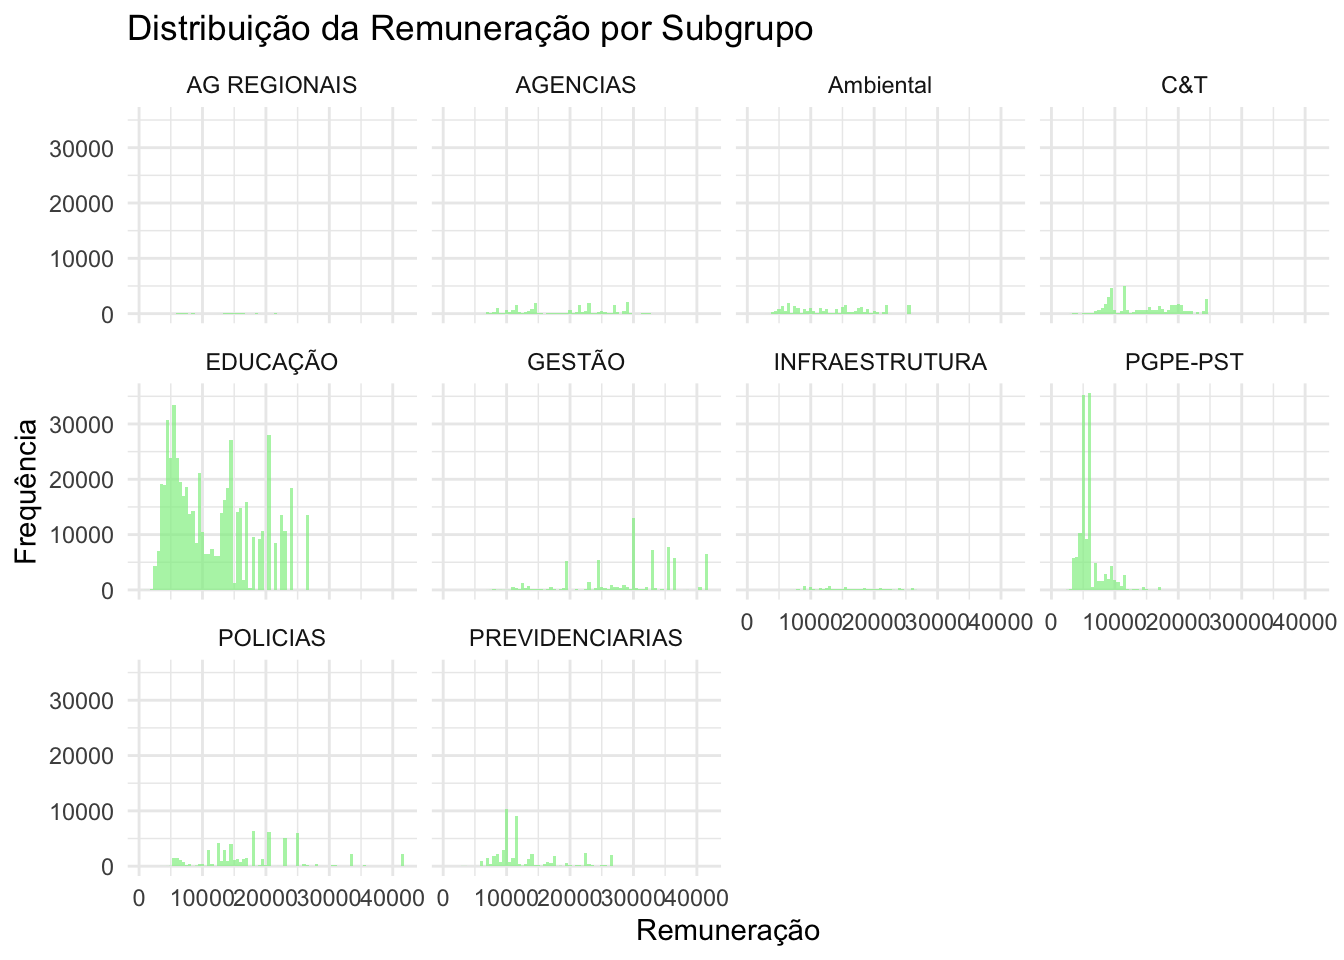 Distribuição da Remuneração por Subgrupo
AG REGIONAIS AGENCIAS Ambiental C&T
30000
20000
10000
0
EDUCAÇÃO GESTÃO INFRAESTRUTURA PGPE-PST
30000
20000
10000
0
0 10000 20000 30000 40000 0 10000 20000 30000 40000
POLICIAS PREVIDENCIARIAS
30000
20000
10000
0
0 10000 20000 30000 40000 0 10000 20000 30000 40000
Frequência
Remuneração